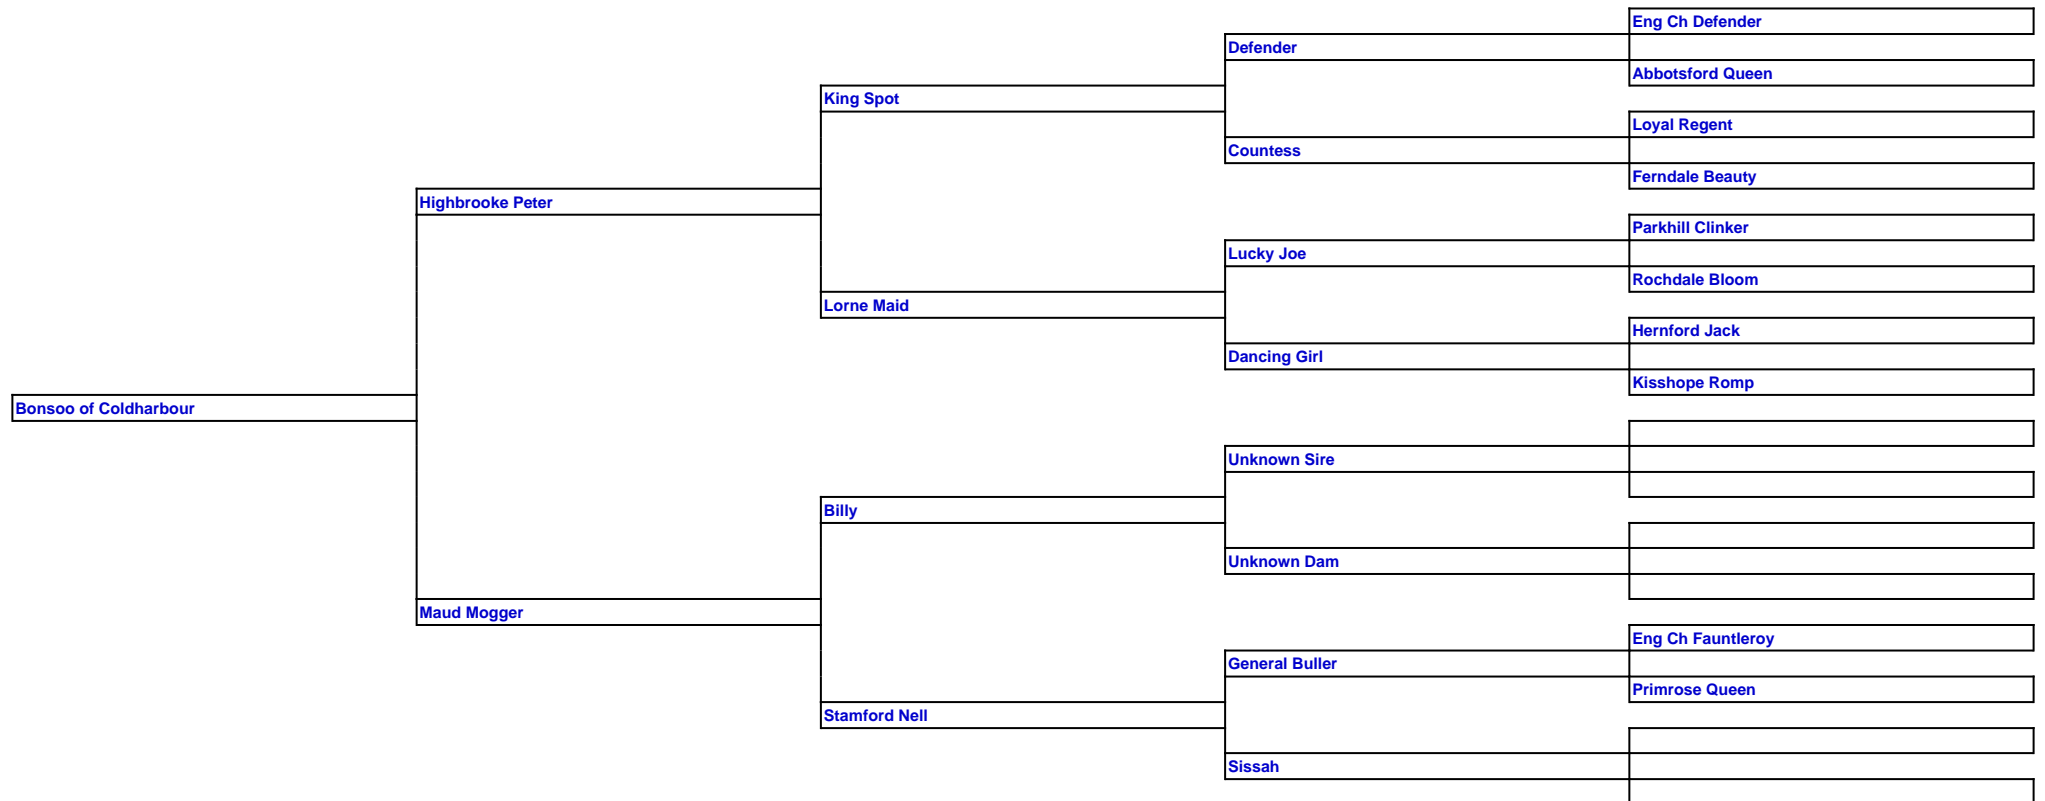 Eng Ch Defender
Defender
Abbotsford Queen
King Spot
Loyal Regent
Countess
Ferndale Beauty
Highbrooke Peter
Parkhill Clinker
Lucky Joe
Rochdale Bloom
Lorne Maid
Hernford Jack
Dancing Girl
Kisshope Romp
Bonsoo of Coldharbour
Unknown Sire
Billy
Unknown Dam
Maud Mogger
Eng Ch Fauntleroy
General Buller
Primrose Queen
Stamford Nell
Sissah